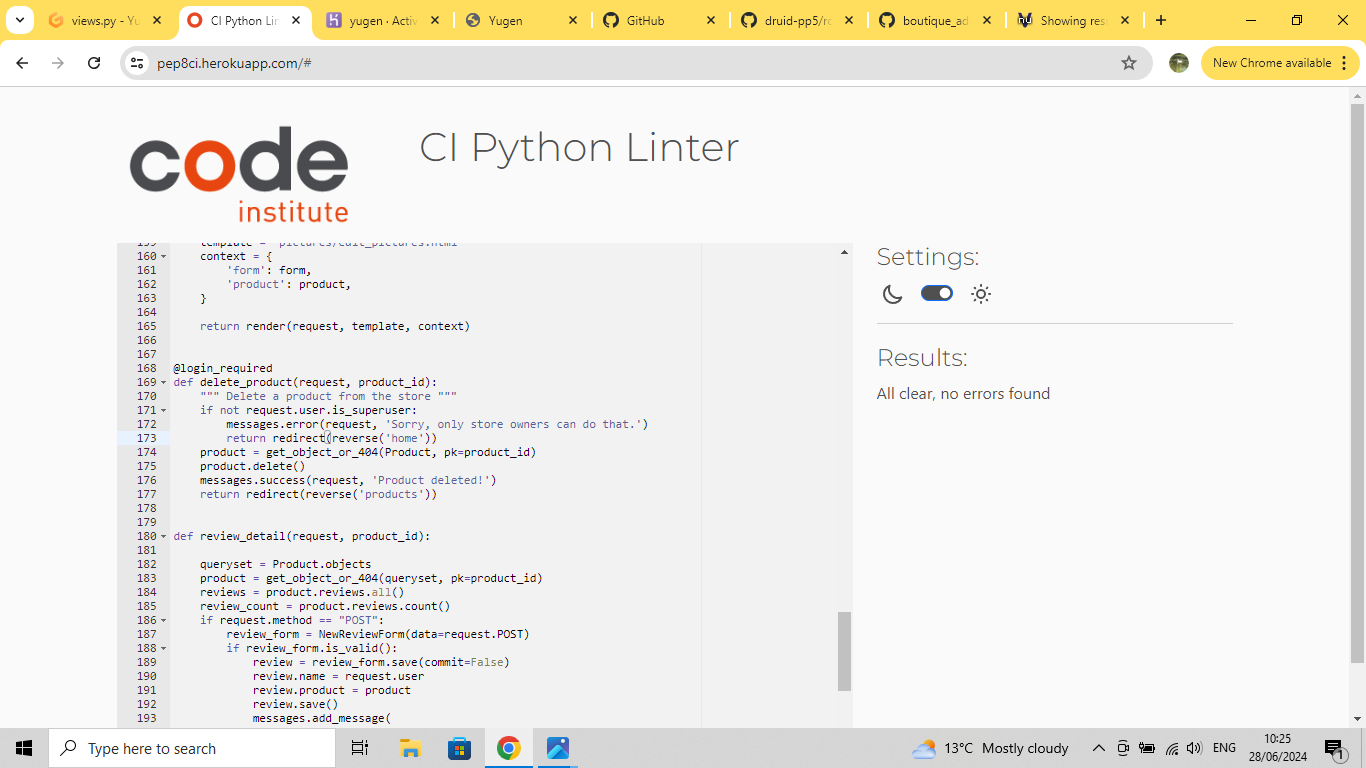 views.py - Yu
CI Python Lin
yugen · Activ
Yugen
GitHub
druid-pp5/ro
boutique_ad
Showing resu
pep8ci.herokuapp.com/#
New Chrome available
code
institute
CI Python Linter
159 template = 'pictures/edit_pictures.html'
160 context = {
161 'form': form,
162 'product': product,
163 }
164
165 return render(request, template, context)
166
167
168 @login_required
169 def delete_product(request, product_id):
170 """ Delete a product from the store """
171 if not request.user.is_superuser:
172 messages.error(request, 'Sorry, only store owners can do that.')
173 return redirect(reverse('home'))
174 product = get_object_or_404(Product, pk=product_id)
175 product.delete()
176 messages.success(request, 'Product deleted!')
177 return redirect(reverse('products'))
178
179
180 def review_detail(request, product_id):
181
182 queryset = Product.objects
183 product = get_object_or_404(queryset, pk=product_id)
184 reviews = product.reviews.all()
185 review_count = product.reviews.count()
186 if request.method == "POST":
187 review_form = NewReviewForm(data=request.POST)
188 if review_form.is_valid():
189 review = review_form.save(commit=False)
190 review.name = request.user
191 review.product = product
192 review.save()
193 messages.add_message(
Settings:
Results:
All clear, no errors found
Type here to search
13°C Mostly cloudy
ENG
10:25
28/06/2024
1